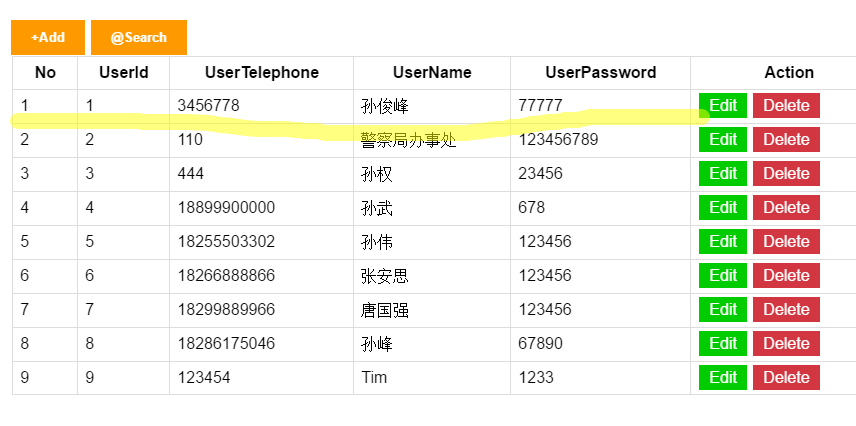 +Add @Search
No UserId UserTelephone UserName UserPassword Action
1 1 3456778 孙俊峰 77777 Edit Delete
2 2 110 警察局办事处 123456789 Edit Delete
3 3 444 孙权 23456 Edit Delete
4 4 18899900000 孙武 678 Edit Delete
5 5 18255503302 孙伟 123456 Edit Delete
6 6 18266888866 张安思 123456 Edit Delete
7 7 18299889966 唐国强 123456 Edit Delete
8 8 18286175046 孙峰 67890 Edit Delete
9 9 123454 Tim 1233 Edit Delete